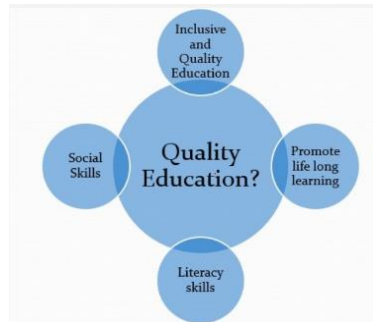 Inclusive
and
Quality
Education
Social
Skills
Quality
Education?
Promote
life long
learning
Literacy
skills